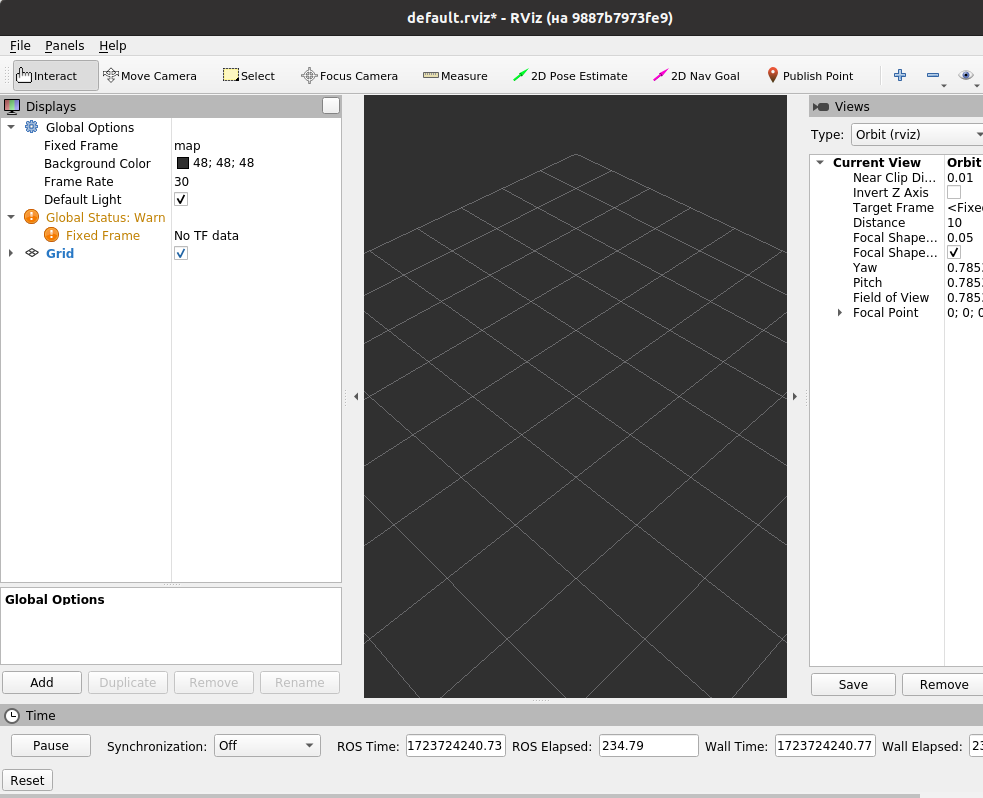 default.rviz* - RViz (на 9887b7973fe9)
File Panels Help
Interact Move Camera Select Focus Camera Measure 2D Pose Estimate 2D Nav Goal Publish Point
Displays
Global Options
Fixed Frame map
Background Color 48; 48; 48
Frame Rate 30
Default Light
Global Status: Warn
Fixed Frame No TF data
Grid
Global Options
Add Duplicate Remove Rename
Views
Type: Orbit (rviz)
Current View Orbit
Near Clip Di... 0.01
Invert Z Axis
Target Frame <Fixe
Distance 10
Focal Shape... 0.05
Focal Shape...
Yaw 0.785
Pitch 0.785
Field of View 0.785
Focal Point 0; 0; 0
Save Remove
Time
Pause Synchronization: Off ROS Time: 1723724240.73 ROS Elapsed: 234.79 Wall Time: 1723724240.77 Wall Elapsed: 23
Reset